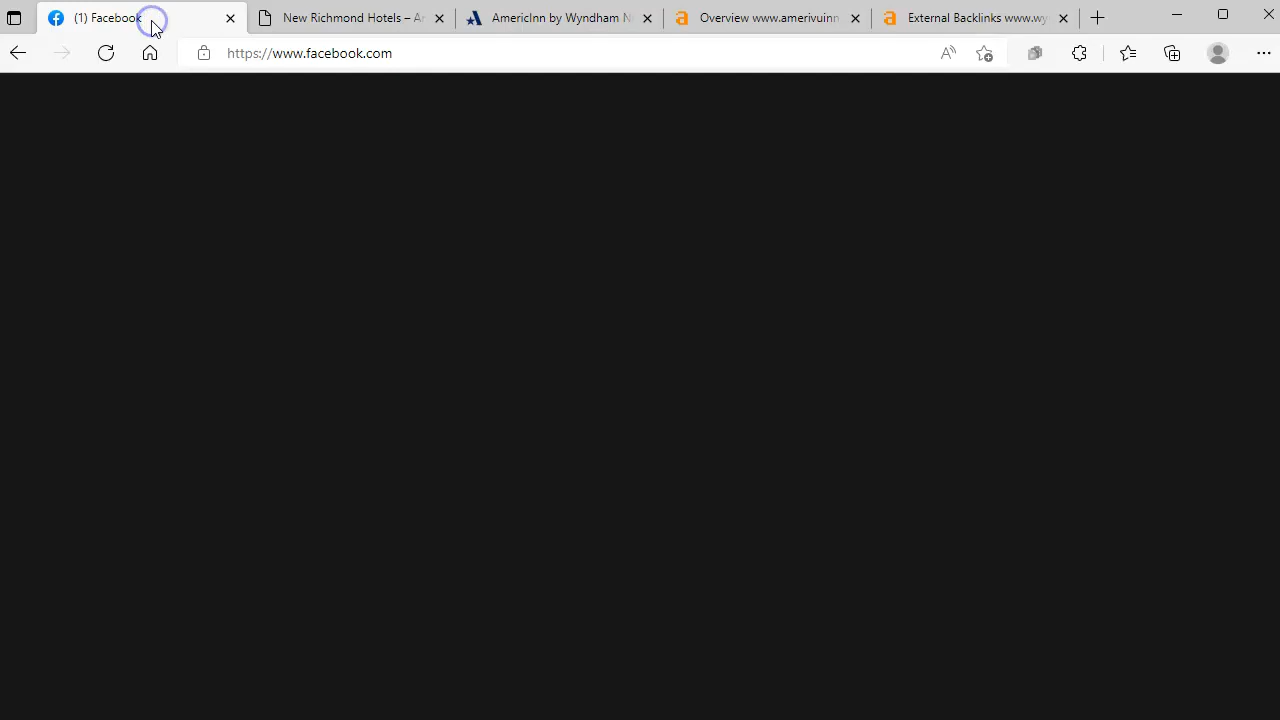 (1) Facebook
New Richmond Hotels – Ar
AmericInn by Wyndham N
Overview www.amerivuinn
External Backlinks www.wy
https://www.facebook.com